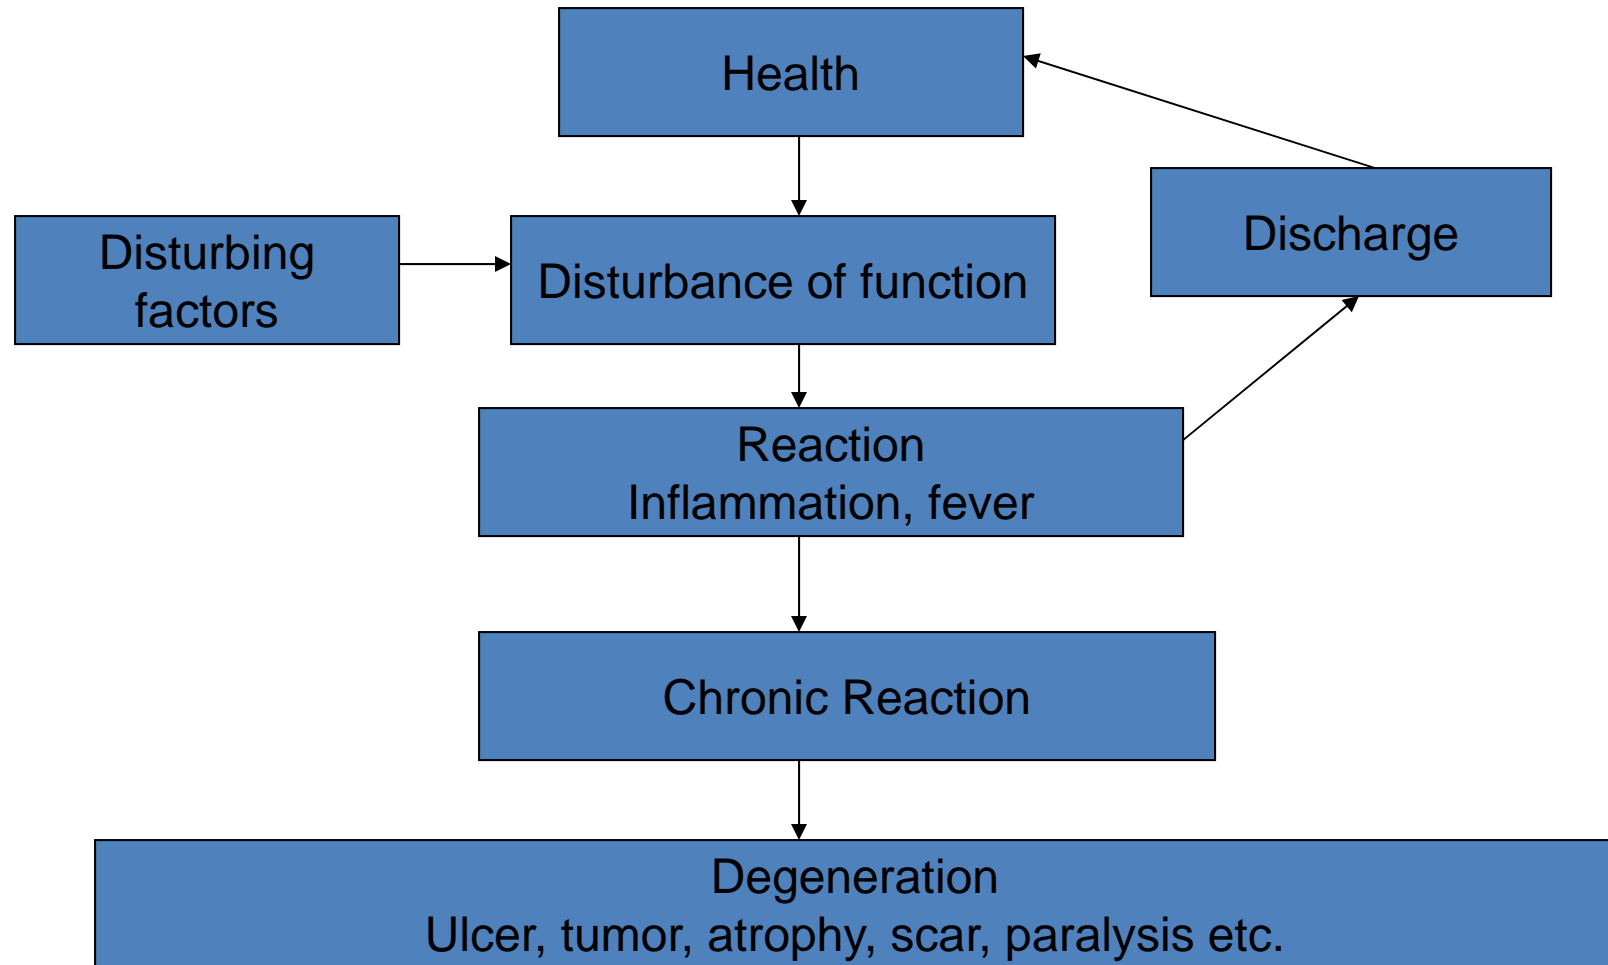 Health
Discharge
Disturbing
factors
Disturbance of function
Reaction
Inflammation, fever
Chronic Reaction
Degeneration
Ulcer, tumor, atrophy, scar, paralysis etc.